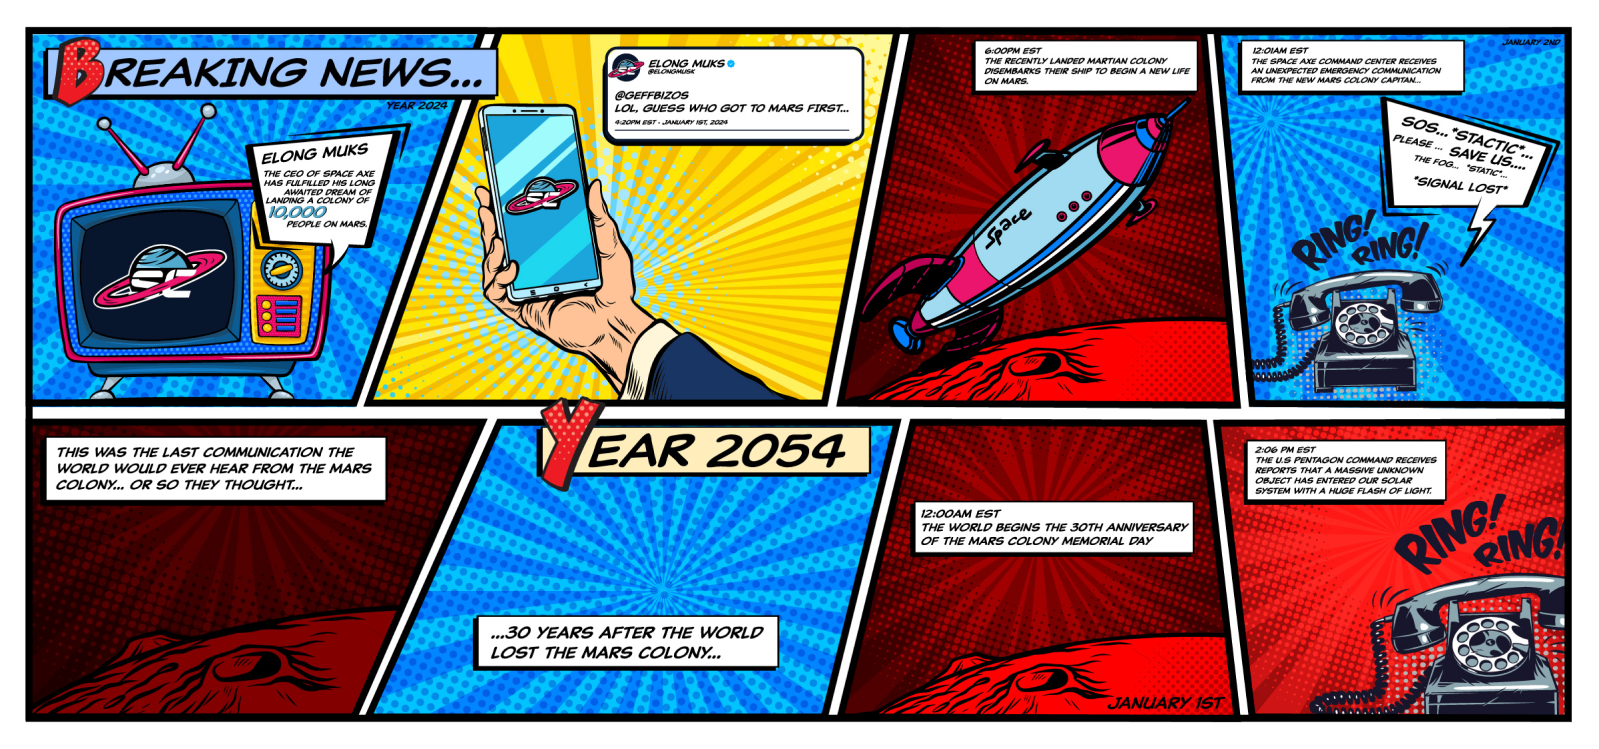 BREAKING NEWS...
YEAR 2024
ELONG MUKS
THE CEO OF SPACE AXE
HAS FULFILLED HIS LONG
AWAITED DREAM OF
LANDING A COLONY OF
10,000
PEOPLE ON MARS.
ELONG MUKS
@ELONGMUSK
@GEFFBIZOS
LOL, GUESS WHO GOT TO MARS FIRST...
4:20PM EST - JANUARY 1ST, 2024
6:00PM EST
THE RECENTLY LANDED MARTIAN COLONY
DISEMBARKS THEIR SHIP TO BEGIN A NEW LIFE
ON MARS.
Space
JANUARY 2ND
12:01AM EST
THE SPACE AXE COMMAND CENTER RECEIVES
AN UNEXPECTED EMERGENCY COMMUNICATION
FROM THE NEW MARS COLONY CAPITAN...
SOS... *STACTIC*...
PLEASE ... SAVE US....
THE FOG... *STATIC*...
*SIGNAL LOST*
RING!
RING!
THIS WAS THE LAST COMMUNICATION THE
WORLD WOULD EVER HEAR FROM THE MARS
COLONY... OR SO THEY THOUGHT...
YEAR 2054
...30 YEARS AFTER THE WORLD
LOST THE MARS COLONY...
12:00AM EST
THE WORLD BEGINS THE 30TH ANNIVERSARY
OF THE MARS COLONY MEMORIAL DAY
JANUARY 1ST
2:06 PM EST
THE U.S PENTAGON COMMAND RECEIVES
REPORTS THAT A MASSIVE UNKNOWN
OBJECT HAS ENTERED OUR SOLAR
SYSTEM WITH A HUGE FLASH OF LIGHT.
RING!
RING!